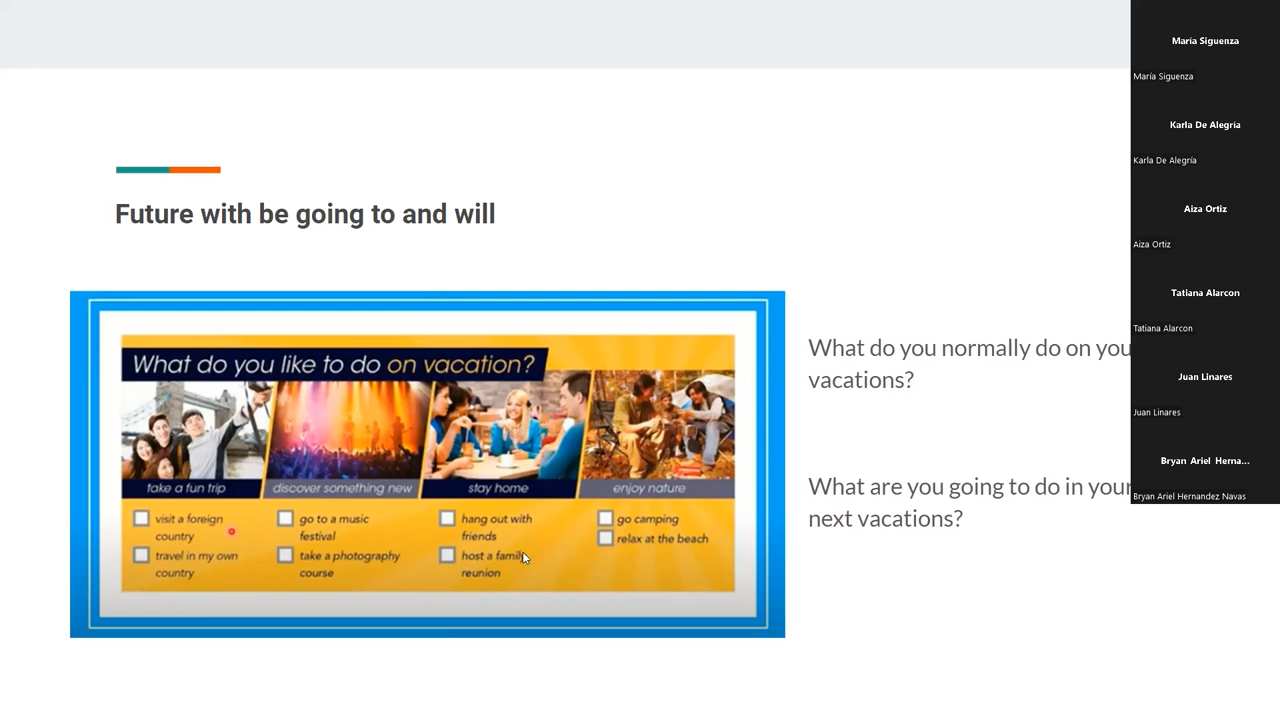 Future with be going to and will
What do you like to do on vacation?
take a fun trip
discover something new
stay home
enjoy nature
visit a foreign
country
travel in my own
country
go to a music
festival
take a photography
course
hang out with
friends
host a family
reunion
go camping
relax at the beach
What do you normally do on you
vacations?
What are you going to do in your
next vacations?
María Siguenza
María Siguenza
Karla De Alegría
Karla De Alegría
Aiza Ortiz
Aiza Ortiz
Tatiana Alarcon
Tatiana Alarcon
Juan Linares
Juan Linares
Bryan Ariel Herna...
Bryan Ariel Hernandez Navas